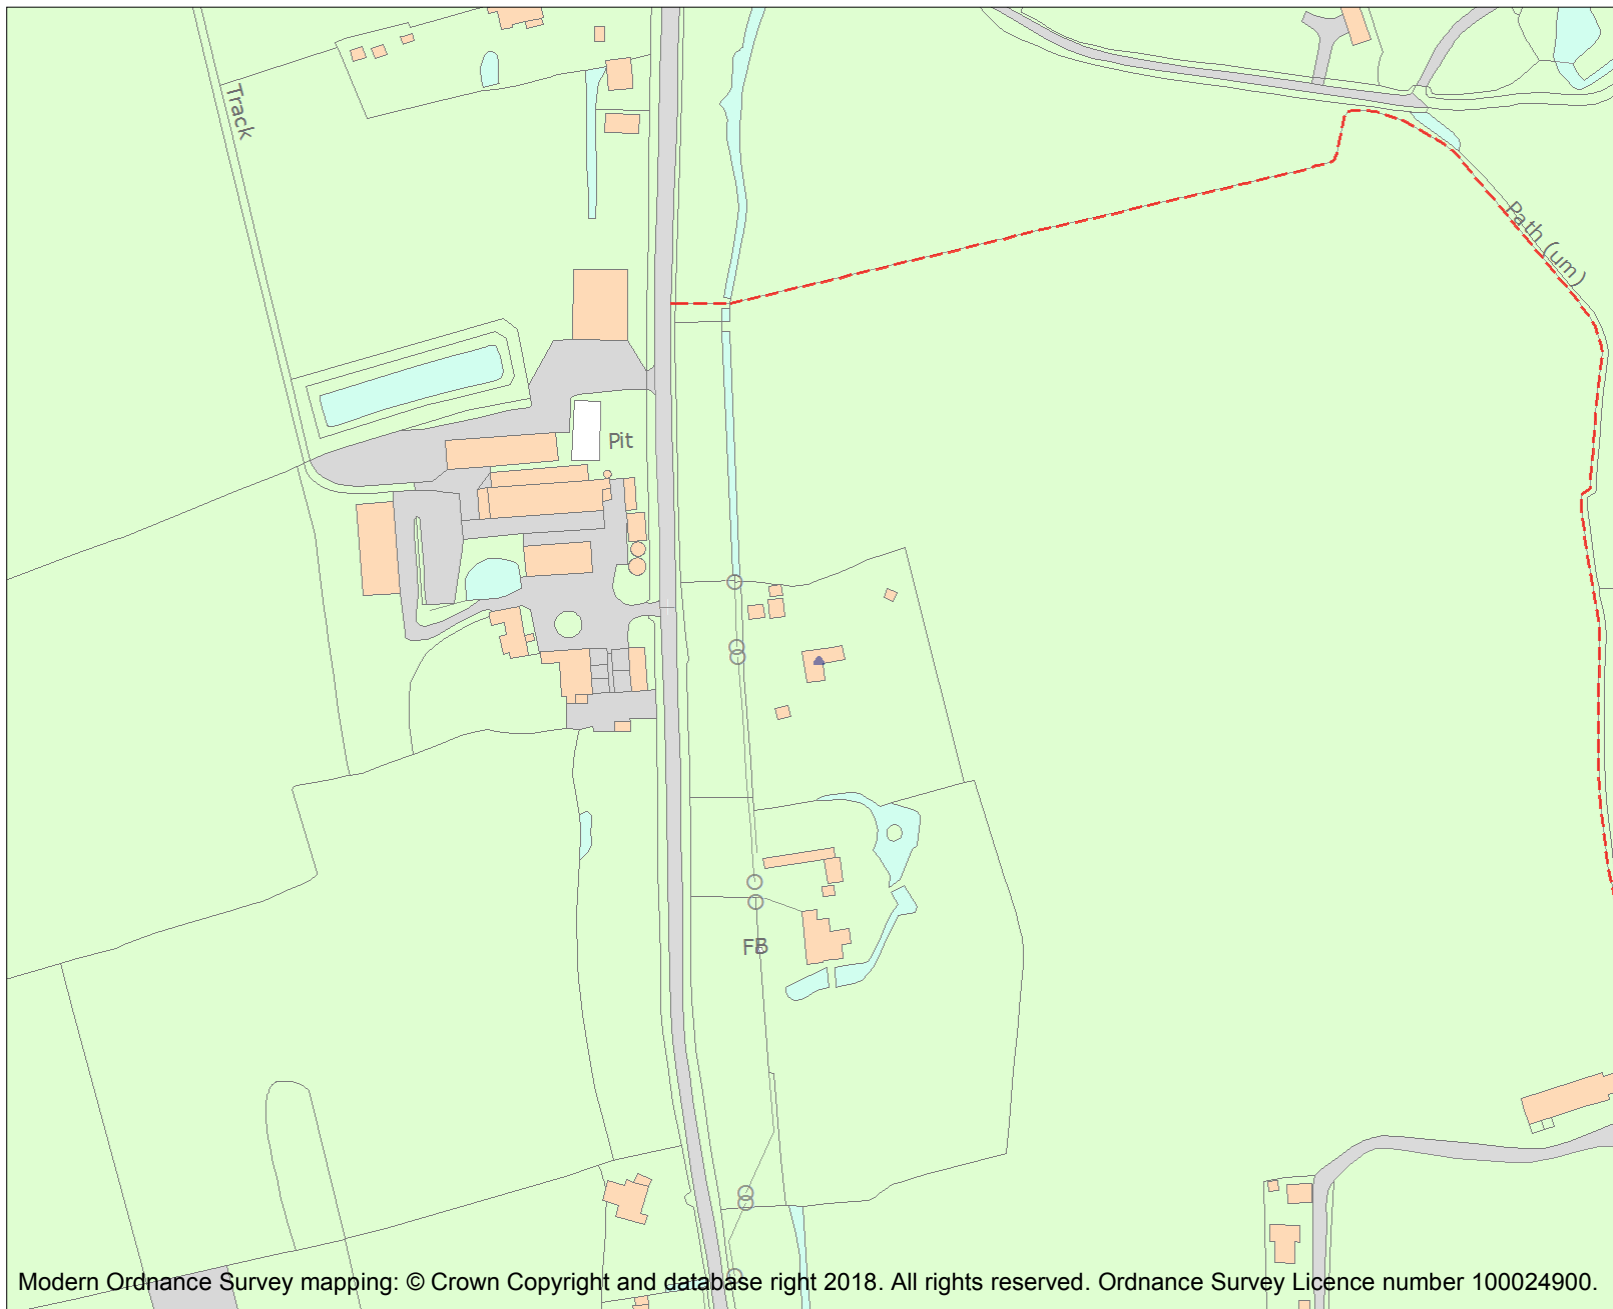 Track
Path (um)
Pit
FB
Modern Ordnance Survey mapping: © Crown Copyright and database right 2018. All rights reserved. Ordnance Survey Licence number 100024900.